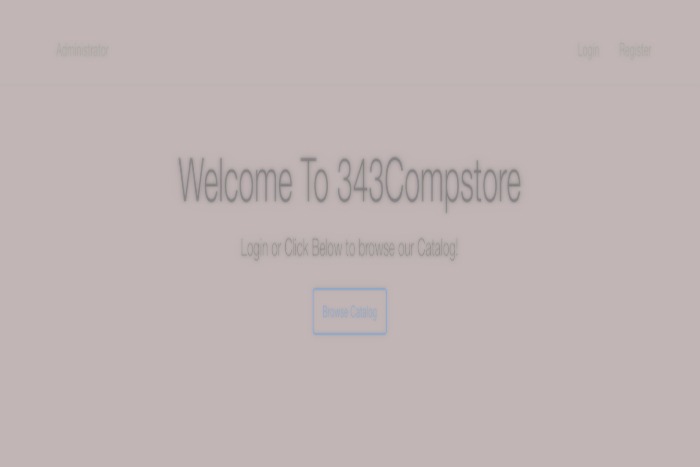 Administrator
Login Register
Welcome To 343Compstore
Login or Click Below to browse our Catalog!
Browse Catalog